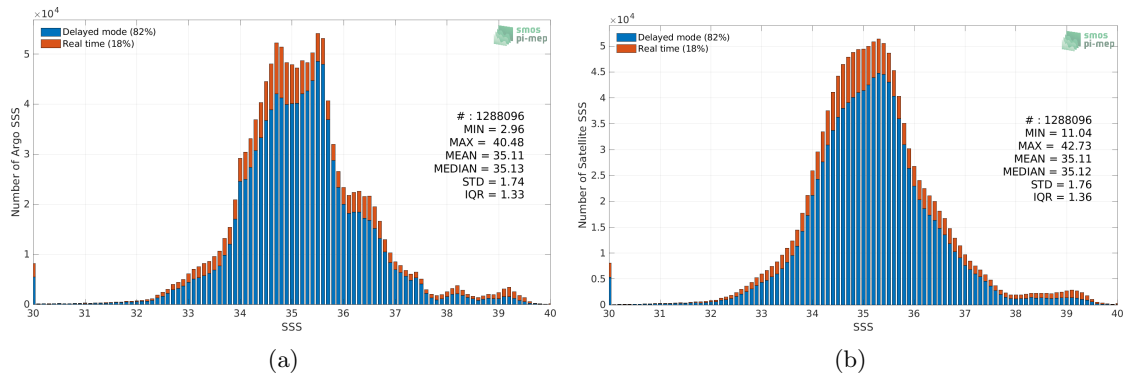 ×10^4
Delayed mode (82%)
Real time (18%)
smos
pi-mep
5
4
3
2
1
0
Number of Argo SSS
# : 1288096
MIN = 2.96
MAX = 40.48
MEAN = 35.11
MEDIAN = 35.13
STD = 1.74
IQR = 1.33
30 31 32 33 34 35 36 37 38 39 40
SSS
(a)
×10^4
Delayed mode (82%)
Real time (18%)
smos
pi-mep
5
4.5
4
3.5
3
2.5
2
1.5
1
0.5
0
Number of Satellite SSS
# : 1288096
MIN = 11.04
MAX = 42.73
MEAN = 35.11
MEDIAN = 35.12
STD = 1.76
IQR = 1.36
30 31 32 33 34 35 36 37 38 39 40
SSS
(b)